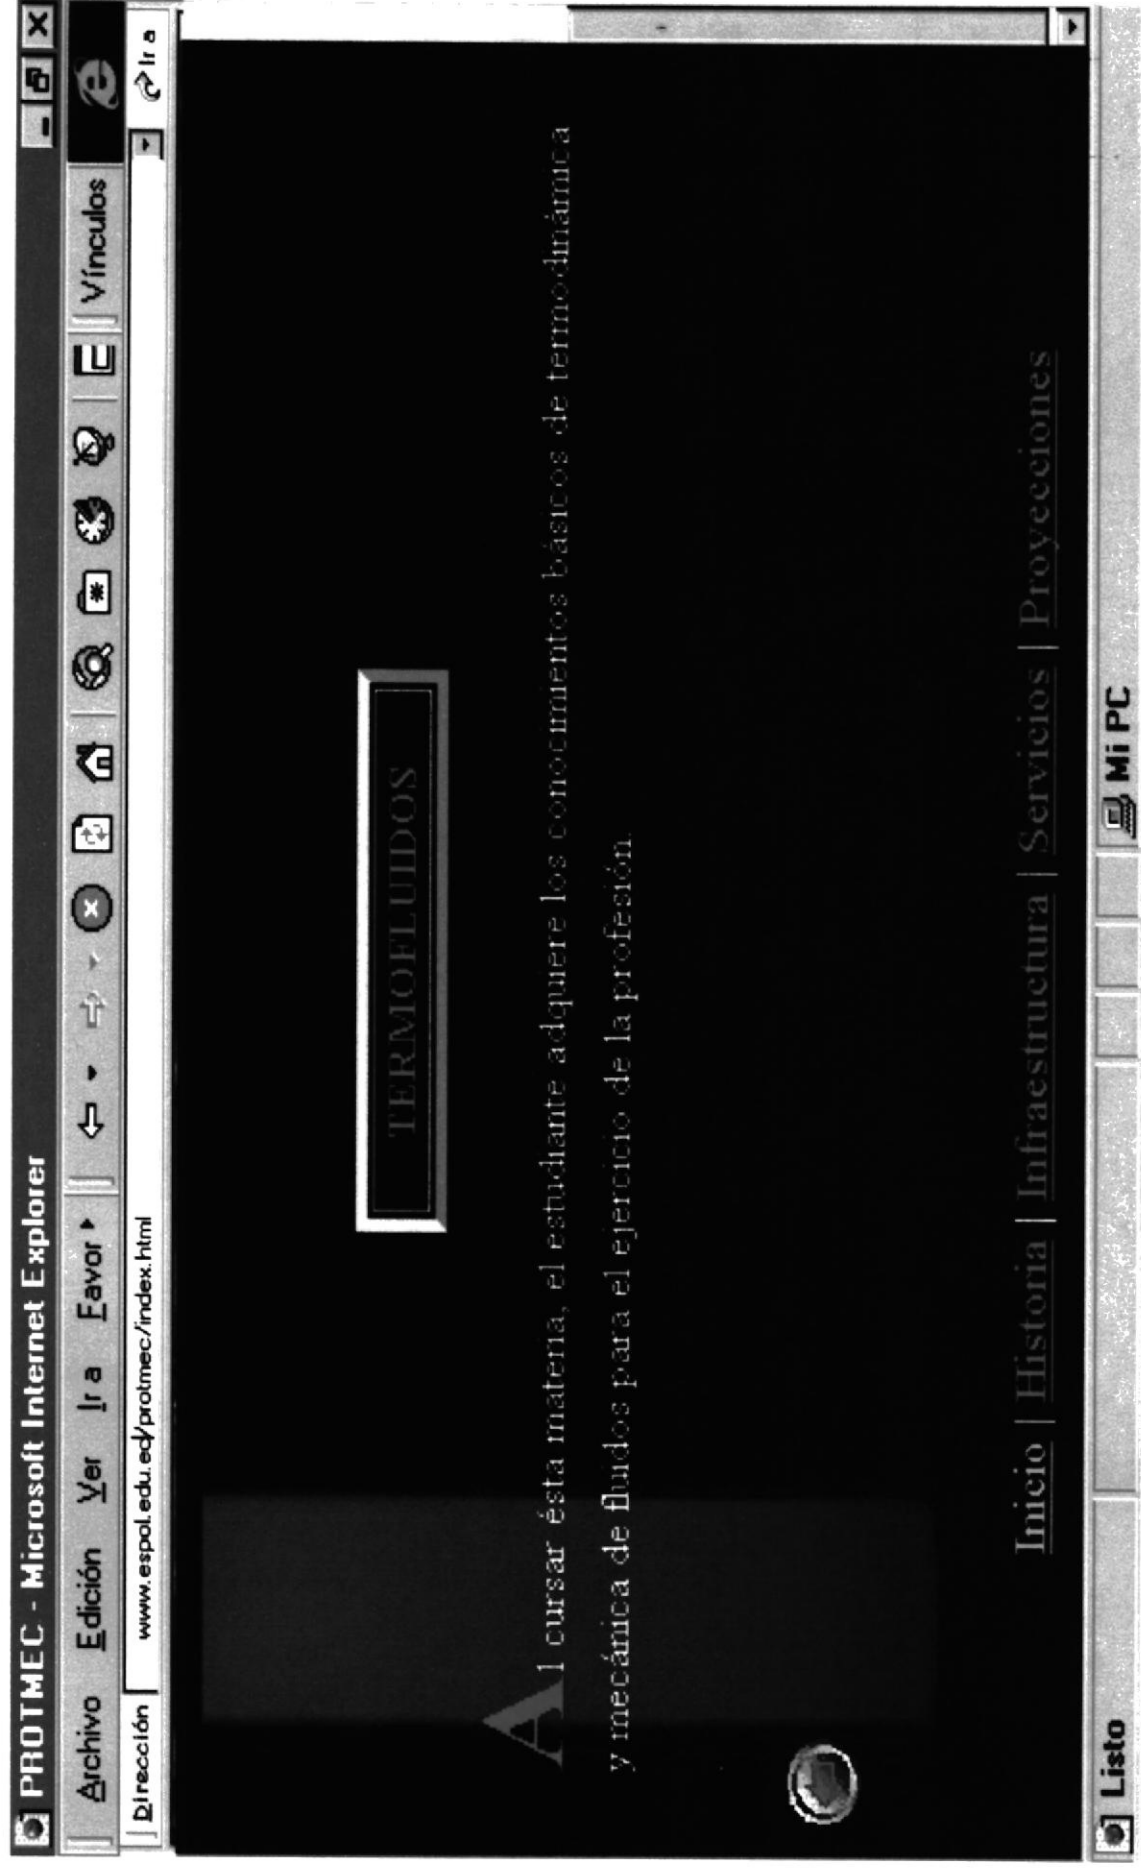 PROTMEC - Microsoft Internet Explorer
Archivo Edición Ver Ir a Favor Vínculos
Dirección www.espol.edu.ed/protmec/index.html Ir a
TERMOFLUIDOS
Al cursar ésta materia, el estudiante adquiere los conocimientos básicos de termodinámica
y mecánica de fluidos para el ejercicio de la profesión.
Inicio | Historia | Infraestructura | Servicios | Proyecciones
Listo Mi PC